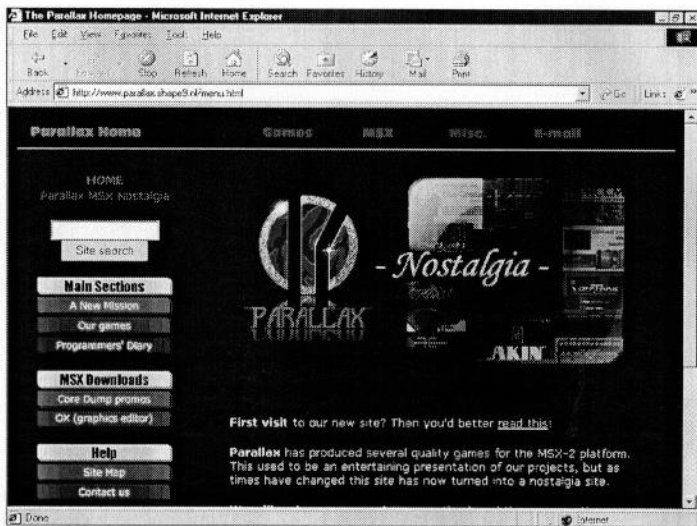 The Parallax Homepage - Microsoft Internet Explorer
File Edit View Favorites Tools Help
Back Stop Refresh Home Search Favorites History Mail Print
Address http://www.parallax.shape9.nl/menu.html Go Links »
Parallax Home Games MSX Misc. E-mail
HOME
Parallax MSX Nostalgia
Site search
Main Sections
A New Mission
Our games
Programmers' Diary
MSX Downloads
Core Dump promos
OX (graphics editor)
Help
Site Map
Contact us
PARALLAX
- Nostalgia -
AKIN
First visit to our new site? Then you'd better read this!
Parallax has produced several quality games for the MSX-2 platform.
This used to be an entertaining presentation of our projects, but as
times have changed this site has now turned into a nostalgia site.
Done Internet